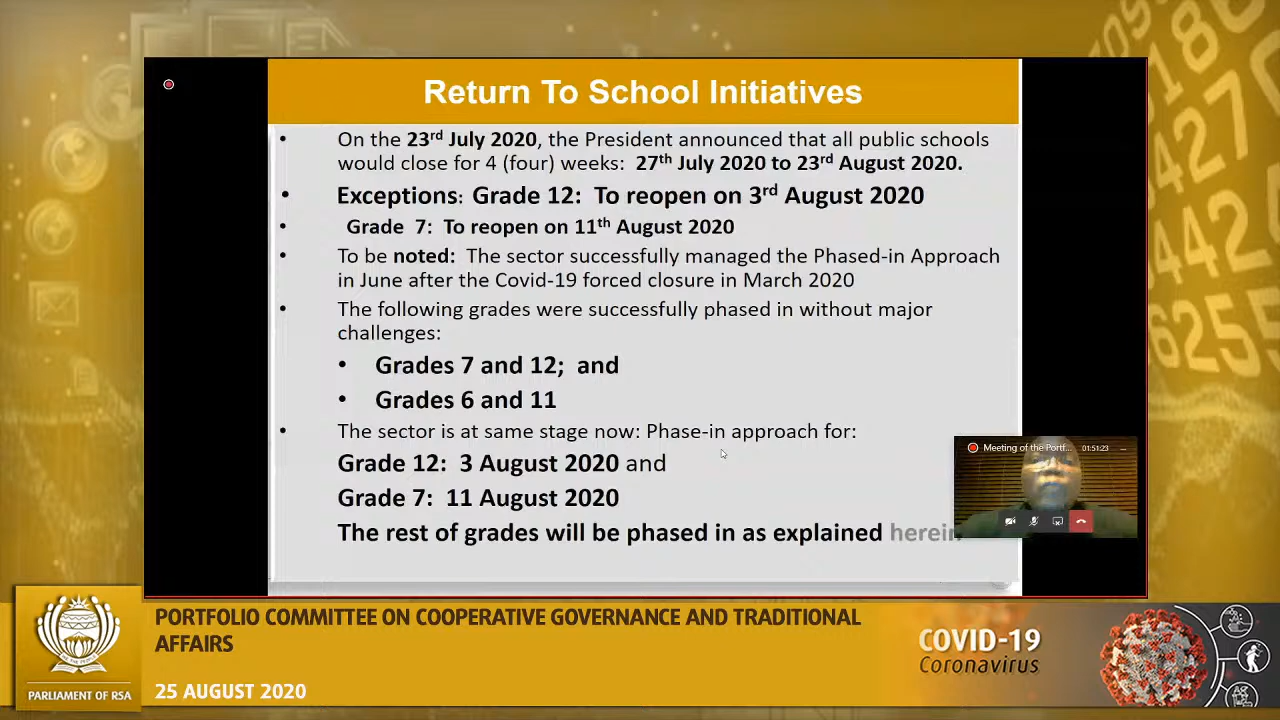 Return To School Initiatives
• On the 23rd July 2020, the President announced that all public schools
would close for 4 (four) weeks: 27th July 2020 to 23rd August 2020.
• Exceptions: Grade 12: To reopen on 3rd August 2020
• Grade 7: To reopen on 11th August 2020
• To be noted: The sector successfully managed the Phased-in Approach
in June after the Covid-19 forced closure in March 2020
• The following grades were successfully phased in without major
challenges:
• Grades 7 and 12; and
• Grades 6 and 11
• The sector is at same stage now: Phase-in approach for:
Grade 12: 3 August 2020 and
Grade 7: 11 August 2020
The rest of grades will be phased in as explained herein
Meeting of the Portf... 01:51:23
PORTFOLIO COMMITTEE ON COOPERATIVE GOVERNANCE AND TRADITIONAL
AFFAIRS
25 AUGUST 2020
PARLIAMENT OF RSA
COVID-19
Coronavirus